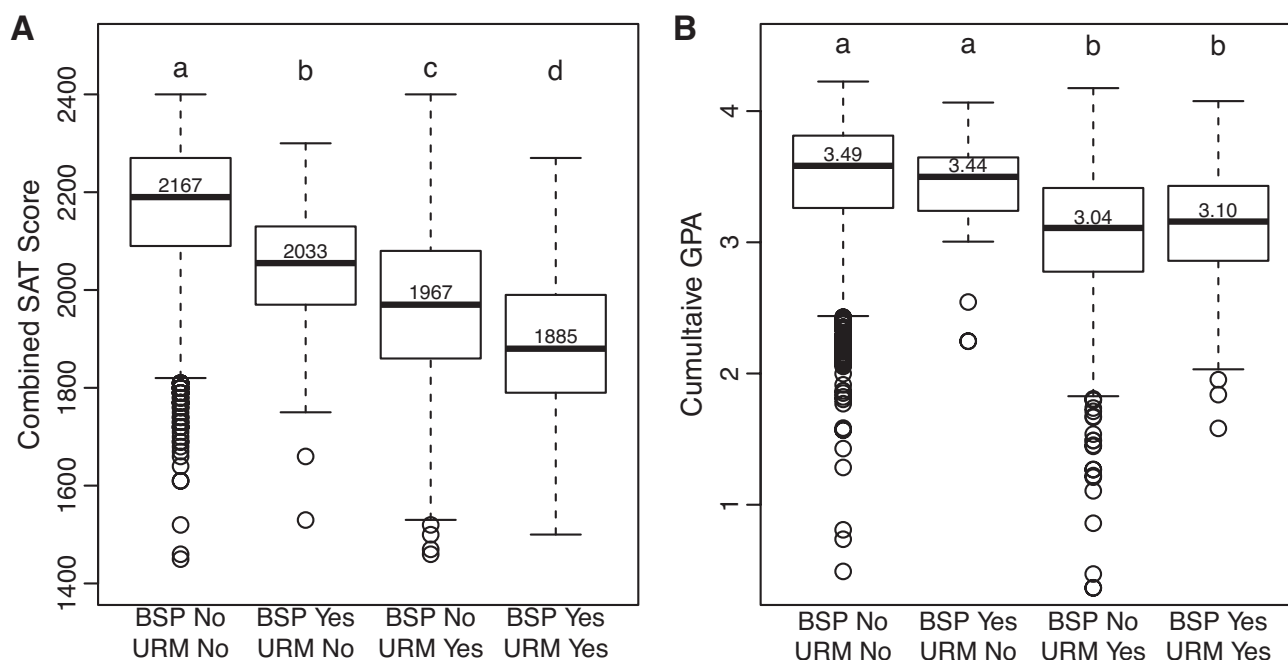 A
a b c d
2400
2200
2000
1800
1600
1400
Combined SAT Score
2167
2033
1967
1885
BSP No BSP Yes BSP No BSP Yes
URM No URM No URM Yes URM Yes
B
a a b b
4
3
2
1
Cumultaive GPA
3.49
3.44
3.04
3.10
BSP No BSP Yes BSP No BSP Yes
URM No URM No URM Yes URM Yes